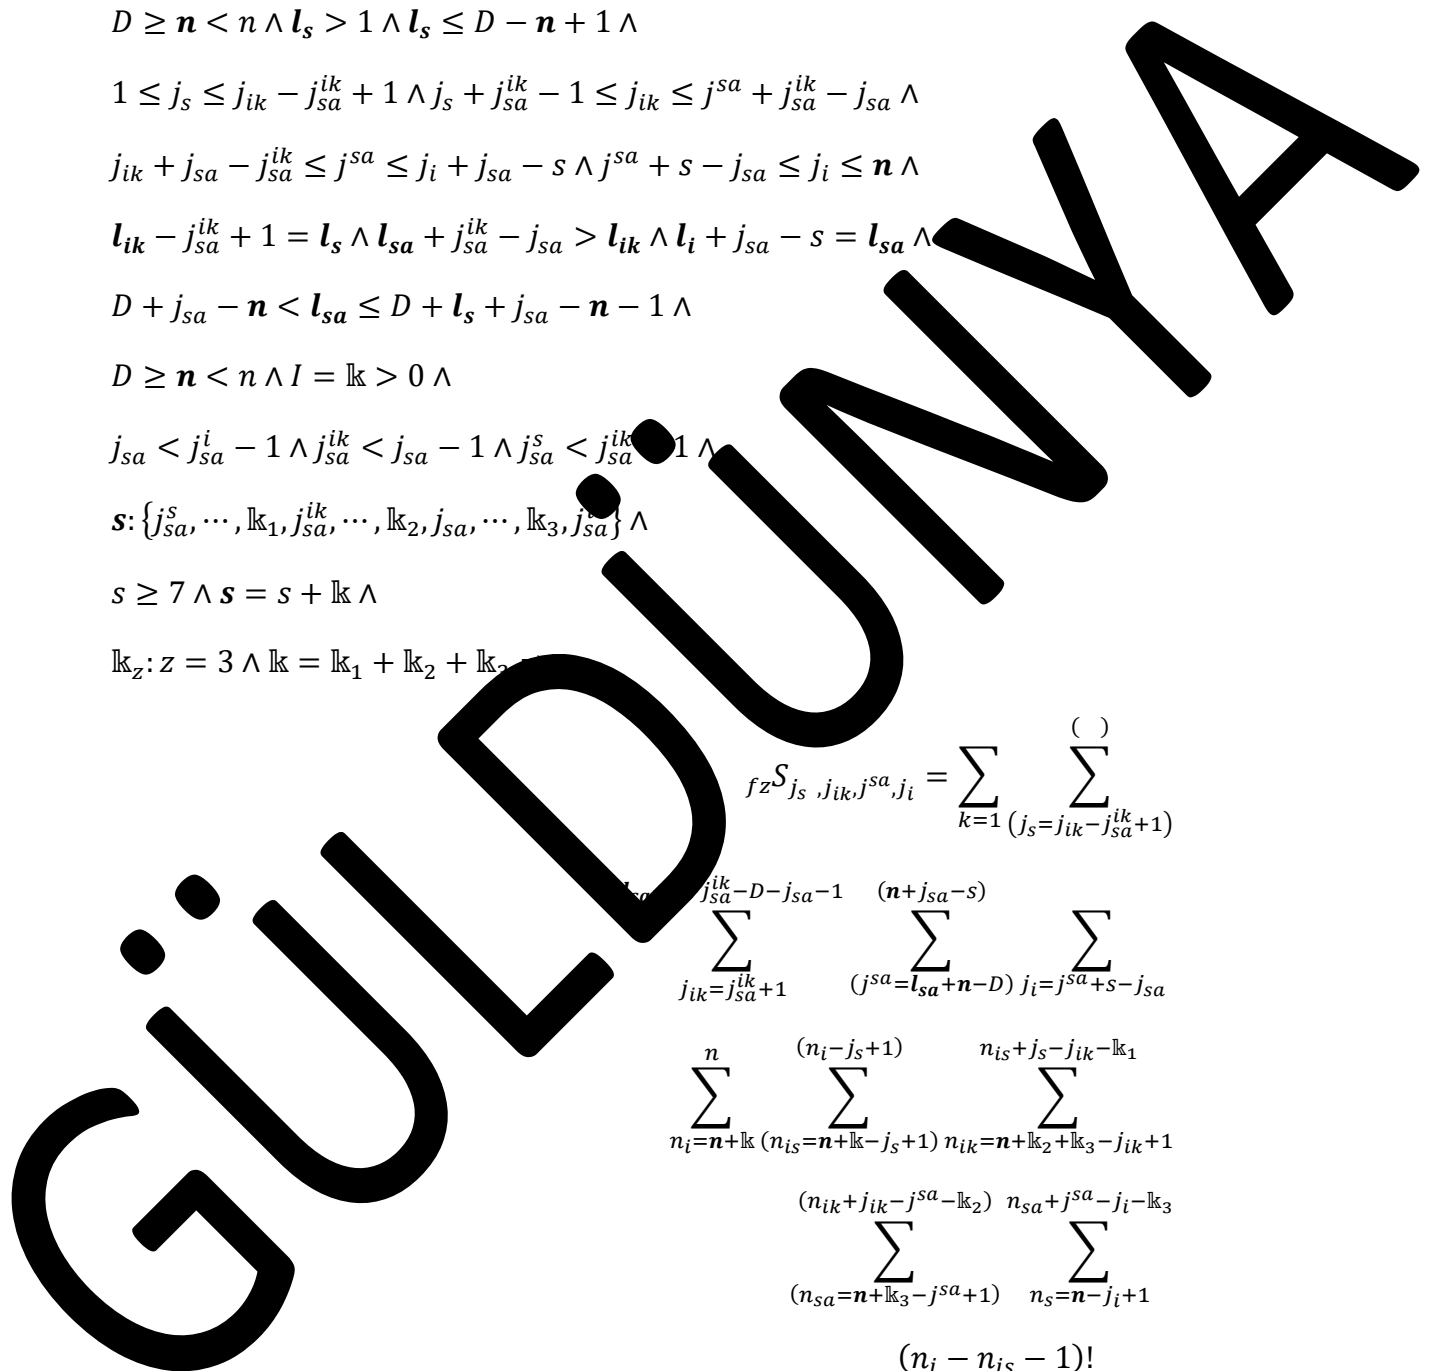 D ≥ n < n ∧ l_s > 1 ∧ l_s ≤ D − n + 1 ∧
1 ≤ j_s ≤ j_{ik} − j_{sa}^{ik} + 1 ∧ j_s + j_{sa}^{ik} − 1 ≤ j_{ik} ≤ j^{sa} + j_{sa}^{ik} − j_{sa} ∧
j_{ik} + j_{sa} − j_{sa}^{ik} ≤ j^{sa} ≤ j_i + j_{sa} − s ∧ j^{sa} + s − j_{sa} ≤ j_i ≤ n ∧
l_{ik} − j_{sa}^{ik} + 1 = l_s ∧ l_{sa} + j_{sa}^{ik} − j_{sa} > l_{ik} ∧ l_i + j_{sa} − s = l_{sa} ∧
D + j_{sa} − n < l_{sa} ≤ D + l_s + j_{sa} − n − 1 ∧
D ≥ n < n ∧ I = 𝕜 > 0 ∧
j_{sa} < j_{sa}^i − 1 ∧ j_{sa}^{ik} < j_{sa} − 1 ∧ j_{sa}^s < j_{sa}^{ik} 1 ∧
s: {j_{sa}^s, ⋯, 𝕜_1, j_{sa}^{ik}, ⋯, 𝕜_2, j_{sa}, ⋯, 𝕜_3, j_{sa}} ∧
s ≥ 7 ∧ s = s + 𝕜 ∧
𝕜_z: z = 3 ∧ 𝕜 = 𝕜_1 + 𝕜_2 + 𝕜_3
_{fz}S_{j_s ,j_{ik},j^{sa},j_i} = ∑_{k=1} ∑_{(j_s=j_{ik}−j_{sa}^{ik}+1)}^{( )}
∑_{j_{ik}=j_{sa}^{ik}+1}^{j_{sa}^{ik}−D−j_{sa}−1} ∑_{(j^{sa}=l_{sa}+n−D)}^{(n+j_{sa}−s)} ∑_{j_i=j^{sa}+s−j_{sa}}
∑_{n_i=n+𝕜}^{n} ∑_{(n_{is}=n+𝕜−j_s+1)}^{(n_i−j_s+1)} ∑_{n_{ik}=n+𝕜_2+𝕜_3−j_{ik}+1}^{n_{is}+j_s−j_{ik}−𝕜_1}
∑_{(n_{sa}=n+𝕜_3−j^{sa}+1)}^{(n_{ik}+j_{ik}−j^{sa}−𝕜_2)} ∑_{n_s=n−j_i+1}^{n_{sa}+j^{sa}−j_i−𝕜_3}
(n_i − n_{is} − 1)!
GÜLDÜNYA